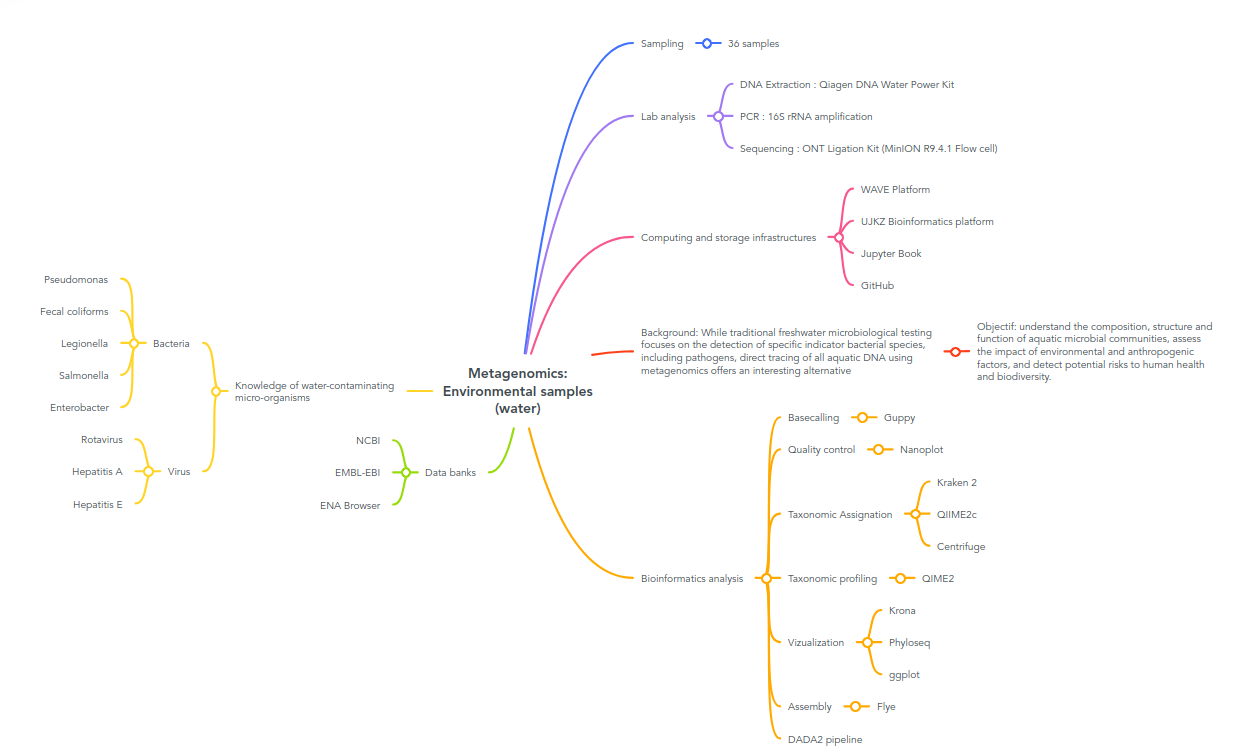 Metagenomics:
Environmental samples
(water)
Sampling
36 samples
Lab analysis
DNA Extraction : Qiagen DNA Water Power Kit
PCR : 16S rRNA amplification
Sequencing : ONT Ligation Kit (MinION R9.4.1 Flow cell)
Computing and storage infrastructures
WAVE Platform
UJKZ Bioinformatics platform
Jupyter Book
GitHub
Background: While traditional freshwater microbiological testing
focuses on the detection of specific indicator bacterial species,
including pathogens, direct tracing of all aquatic DNA using
metagenomics offers an interesting alternative
Objectif: understand the composition, structure and
function of aquatic microbial communities, assess
the impact of environmental and anthropogenic
factors, and detect potential risks to human health
and biodiversity.
Bioinformatics analysis
Basecalling
Guppy
Quality control
Nanoplot
Taxonomic Assignation
Kraken 2
QIIME2c
Centrifuge
Taxonomic profiling
QIME2
Vizualization
Krona
Phyloseq
ggplot
Assembly
Flye
DADA2 pipeline
Data banks
NCBI
EMBL-EBI
ENA Browser
Knowledge of water-contaminating
micro-organisms
Bacteria
Pseudomonas
Fecal coliforms
Legionella
Salmonella
Enterobacter
Virus
Rotavirus
Hepatitis A
Hepatitis E